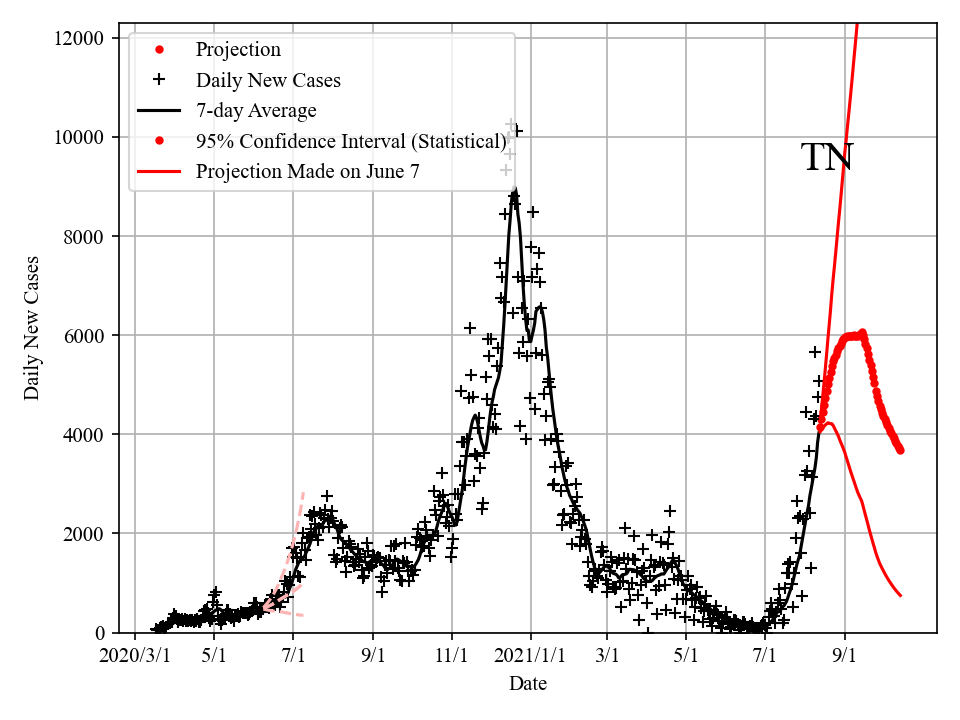 12000
10000
8000
6000
4000
2000
0
Daily New Cases
Projection
Daily New Cases
7-day Average
95% Confidence Interval (Statistical)
Projection Made on June 7
TN
2020/3/1 5/1 7/1 9/1 11/1 2021/1/1 3/1 5/1 7/1 9/1
Date